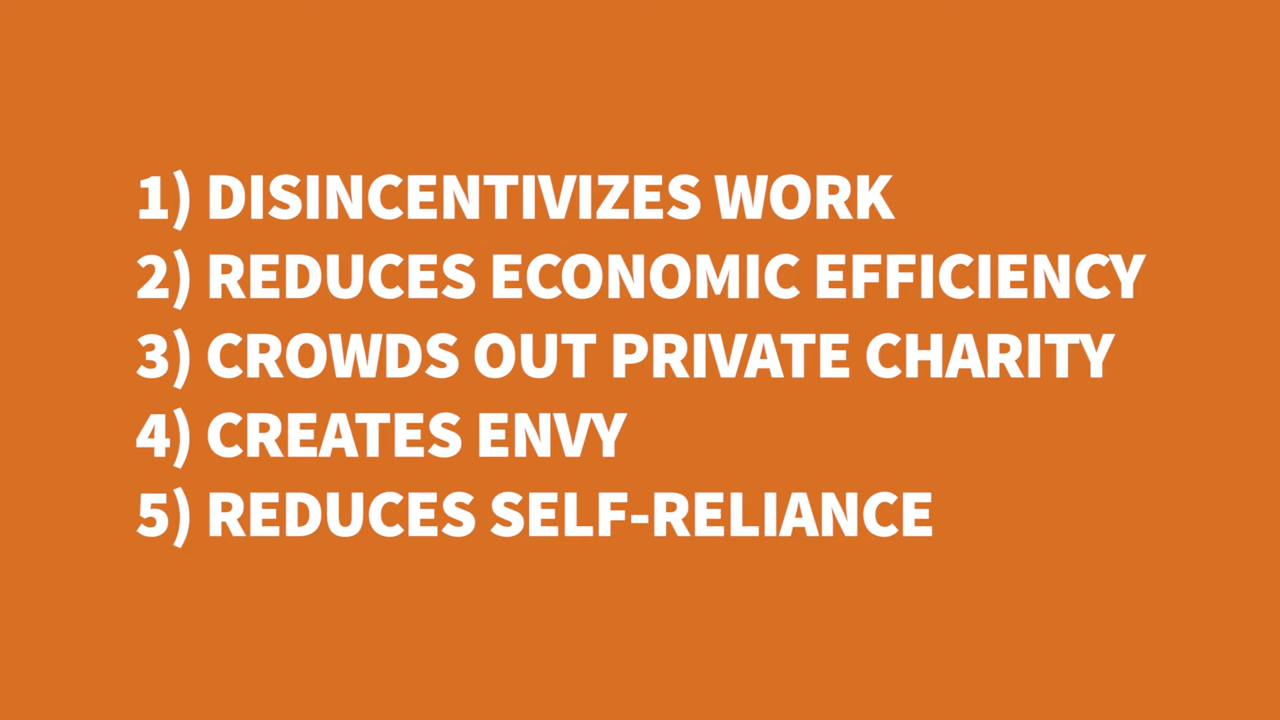 1) DISINCENTIVIZES WORK
2) REDUCES ECONOMIC EFFICIENCY
3) CROWDS OUT PRIVATE CHARITY
4) CREATES ENVY
5) REDUCES SELF-RELIANCE